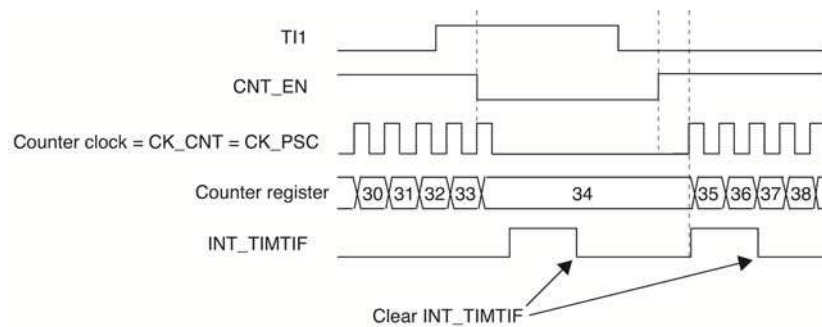 TI1
CNT_EN
Counter clock = CK_CNT = CK_PSC
Counter register 30 31 32 33 34 35 36 37 38
INT_TIMTIF
Clear INT_TIMTIF